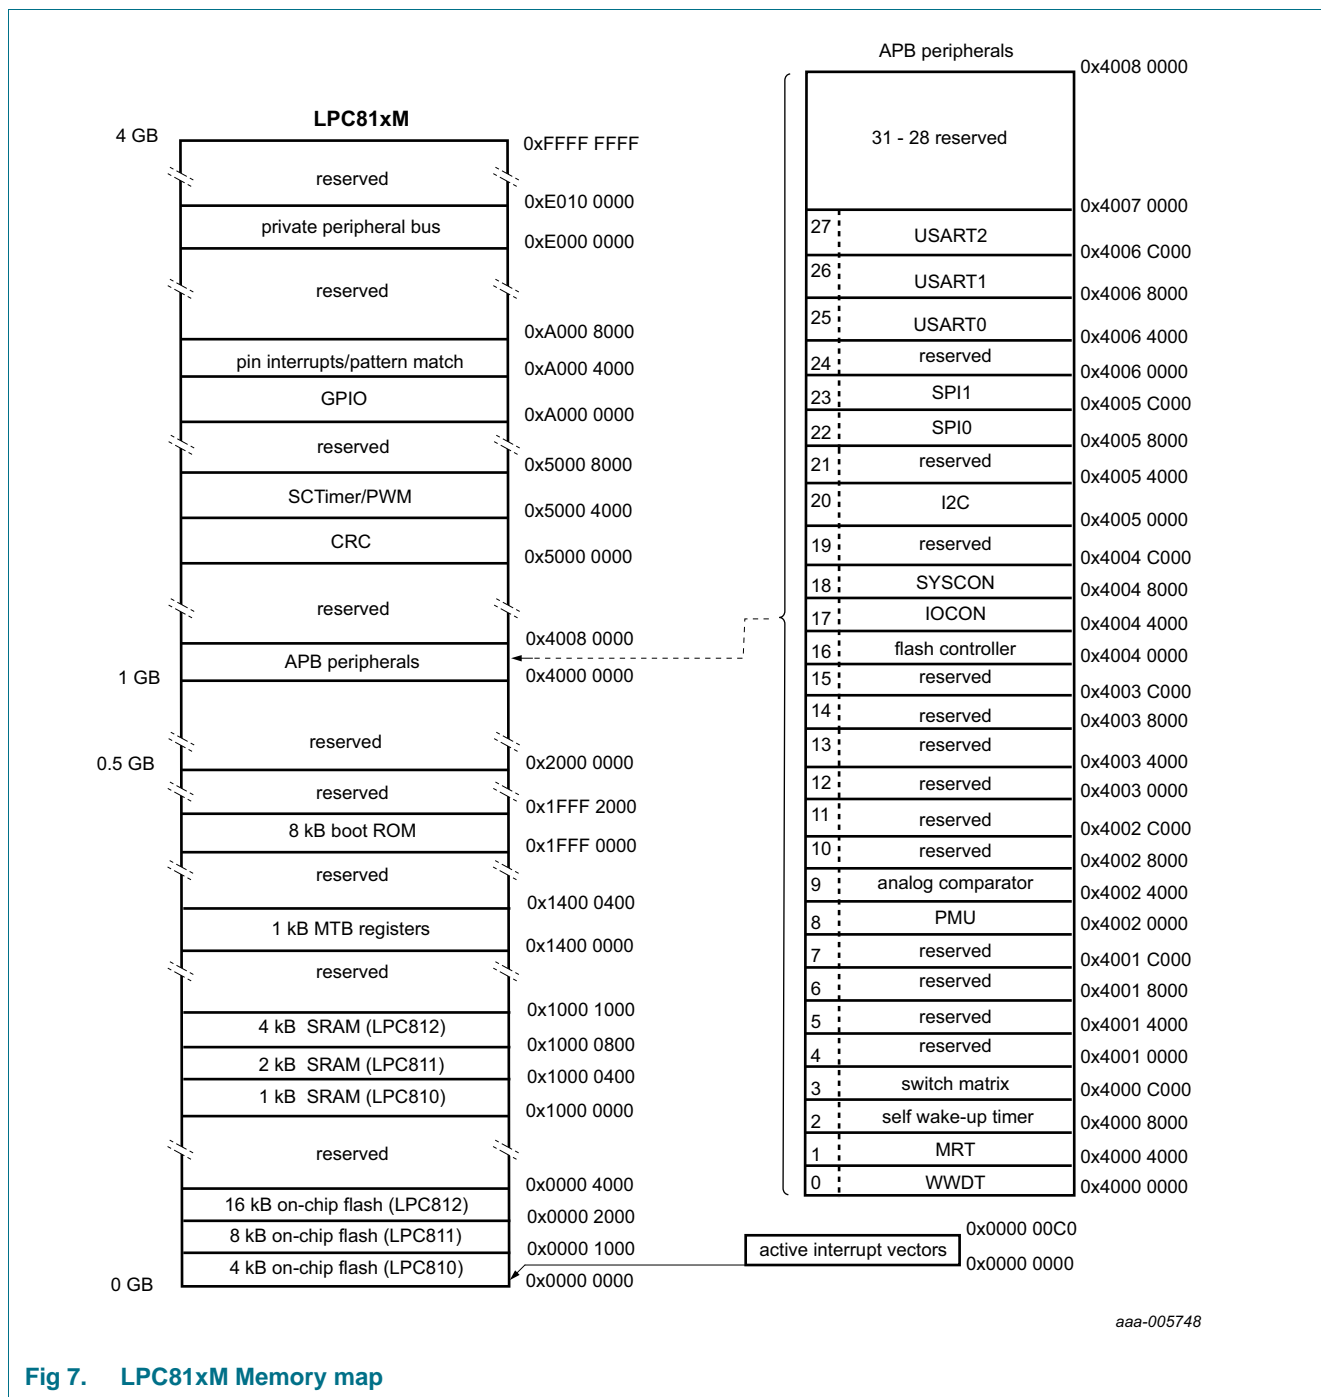 LPC81xM
4 GB
0xFFFF FFFF
reserved
0xE010 0000
private peripheral bus
0xE000 0000
reserved
0xA000 8000
pin interrupts/pattern match
0xA000 4000
GPIO
0xA000 0000
reserved
0x5000 8000
SCTimer/PWM
0x5000 4000
CRC
0x5000 0000
reserved
0x4008 0000
APB peripherals
1 GB
0x4000 0000
reserved
0.5 GB
0x2000 0000
reserved
0x1FFF 2000
8 kB boot ROM
0x1FFF 0000
reserved
0x1400 0400
1 kB MTB registers
0x1400 0000
reserved
0x1000 1000
4 kB SRAM (LPC812)
0x1000 0800
2 kB SRAM (LPC811)
0x1000 0400
1 kB SRAM (LPC810)
0x1000 0000
reserved
0x0000 4000
16 kB on-chip flash (LPC812)
0x0000 2000
8 kB on-chip flash (LPC811)
0x0000 1000
4 kB on-chip flash (LPC810)
0 GB
0x0000 0000
APB peripherals
0x4008 0000
31 - 28 reserved
0x4007 0000
27 USART2
0x4006 C000
26 USART1
0x4006 8000
25 USART0
0x4006 4000
24 reserved
0x4006 0000
23 SPI1
0x4005 C000
22 SPI0
0x4005 8000
21 reserved
0x4005 4000
20 I2C
0x4005 0000
19 reserved
0x4004 C000
18 SYSCON
0x4004 8000
17 IOCON
0x4004 4000
16 flash controller
0x4004 0000
15 reserved
0x4003 C000
14 reserved
0x4003 8000
13 reserved
0x4003 4000
12 reserved
0x4003 0000
11 reserved
0x4002 C000
10 reserved
0x4002 8000
9 analog comparator
0x4002 4000
8 PMU
0x4002 0000
7 reserved
0x4001 C000
6 reserved
0x4001 8000
5 reserved
0x4001 4000
4 reserved
0x4001 0000
3 switch matrix
0x4000 C000
2 self wake-up timer
0x4000 8000
1 MRT
0x4000 4000
0 WWDT
0x4000 0000
0x0000 00C0
active interrupt vectors
0x0000 0000
aaa-005748
Fig 7. LPC81xM Memory map